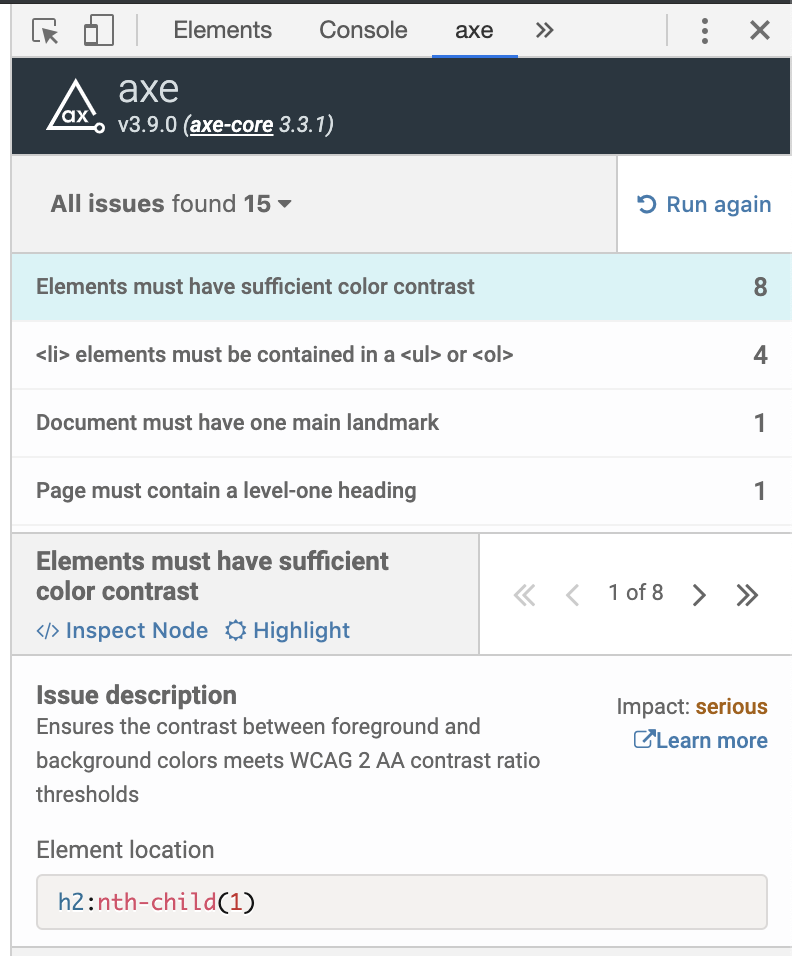 Elements Console axe
ax
axe
v3.9.0 (axe-core 3.3.1)
All issues found 15
Run again
Elements must have sufficient color contrast 8
<li> elements must be contained in a <ul> or <ol> 4
Document must have one main landmark 1
Page must contain a level-one heading 1
Elements must have sufficient
color contrast
</> Inspect Node Highlight
1 of 8
Issue description
Ensures the contrast between foreground and
background colors meets WCAG 2 AA contrast ratio
thresholds
Impact: serious
Learn more
Element location
h2:nth-child(1)